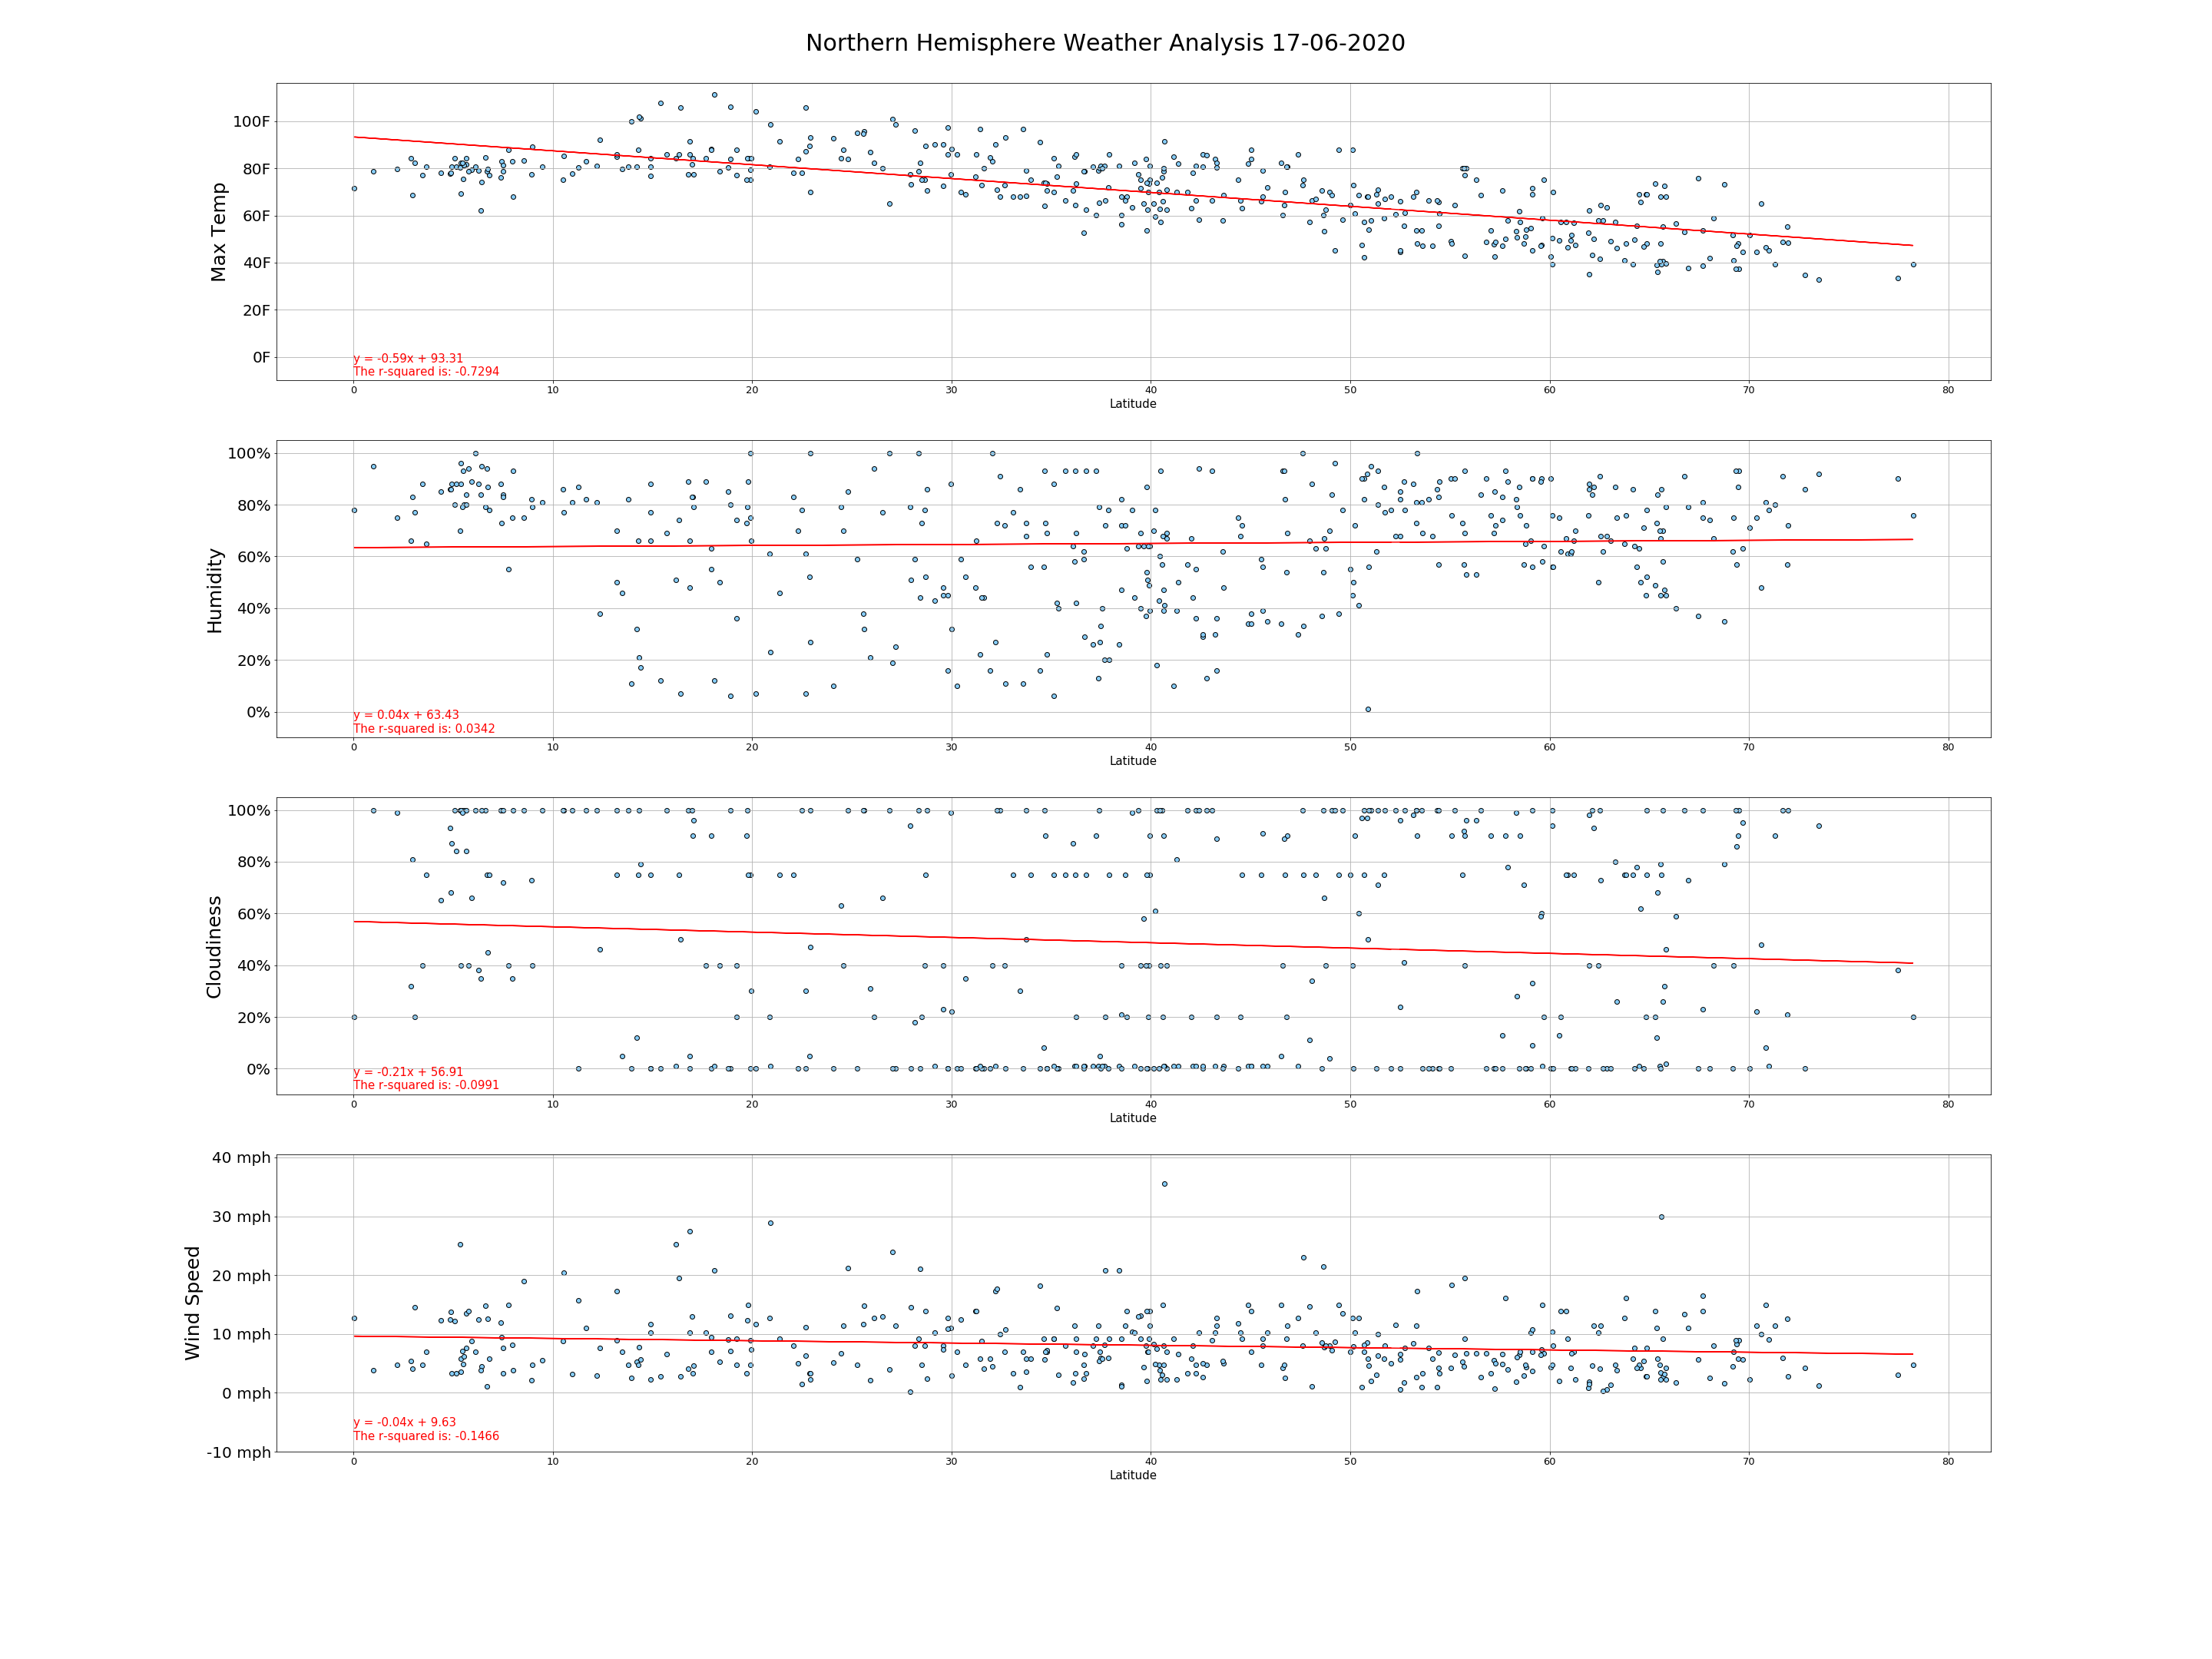 Northern Hemisphere Weather Analysis 17-06-2020
100F
80F
60F
40F
20F
0F
Max Temp
y = -0.59x + 93.31
The r-squared is: -0.7294
0 10 20 30 40 50 60 70 80
Latitude
100%
80%
60%
40%
20%
0%
Humidity
y = 0.04x + 63.43
The r-squared is: 0.0342
0 10 20 30 40 50 60 70 80
Latitude
100%
80%
60%
40%
20%
0%
Cloudiness
y = -0.21x + 56.91
The r-squared is: -0.0991
0 10 20 30 40 50 60 70 80
Latitude
40 mph
30 mph
20 mph
10 mph
0 mph
-10 mph
Wind Speed
y = -0.04x + 9.63
The r-squared is: -0.1466
0 10 20 30 40 50 60 70 80
Latitude